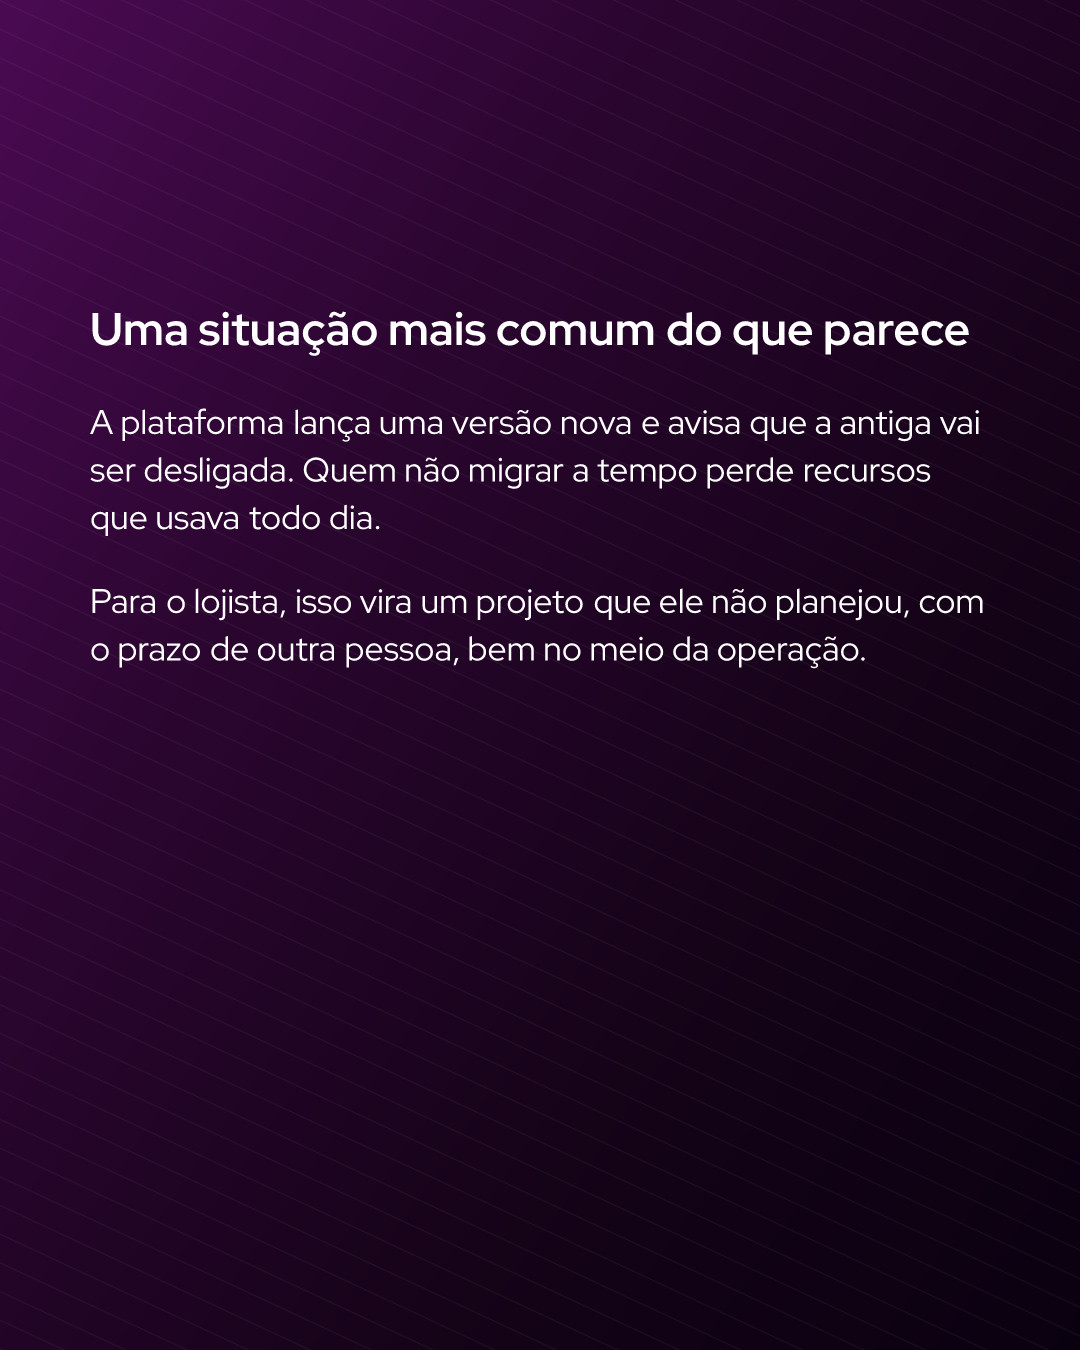 Uma situação mais comum do que parece
A plataforma lança uma versão nova e avisa que a antiga vai
ser desligada. Quem não migrar a tempo perde recursos
que usava todo dia.
Para o lojista, isso vira um projeto que ele não planejou, com
o prazo de outra pessoa, bem no meio da operação.